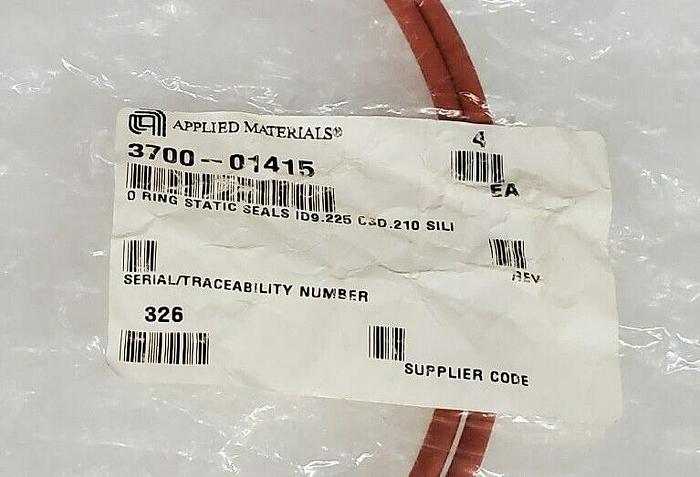 APPLIED MATERIALS®
4
3700-01415
EA
O RING STATIC SEALS ID9.225 CSD.210 SILI
REV
SERIAL/TRACEABILITY NUMBER
326
SUPPLIER CODE